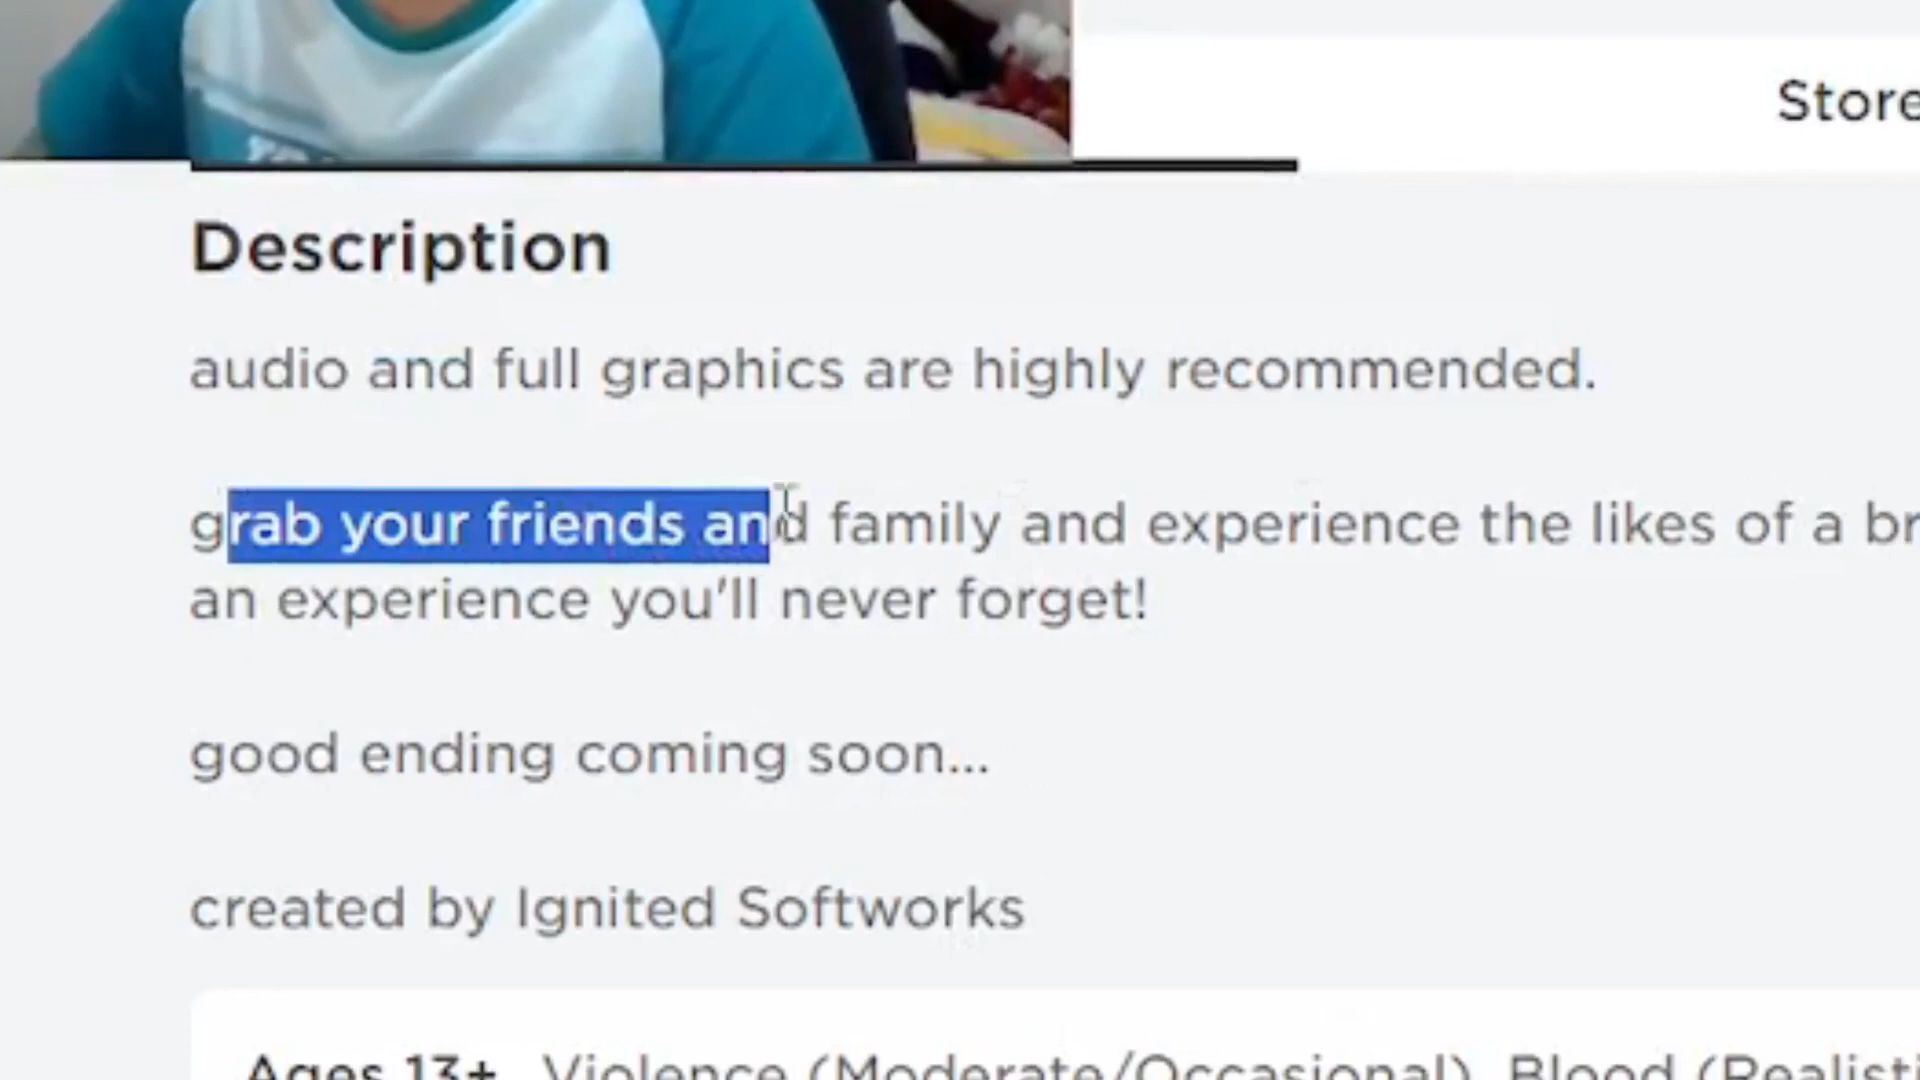 Store
Description
audio and full graphics are highly recommended.
grab your friends and family and experience the likes of a
an experience you'll never forget!
good ending coming soon...
created by Ignited Softworks
Ages 13+ Violence (Moderate/Occasional), Blood